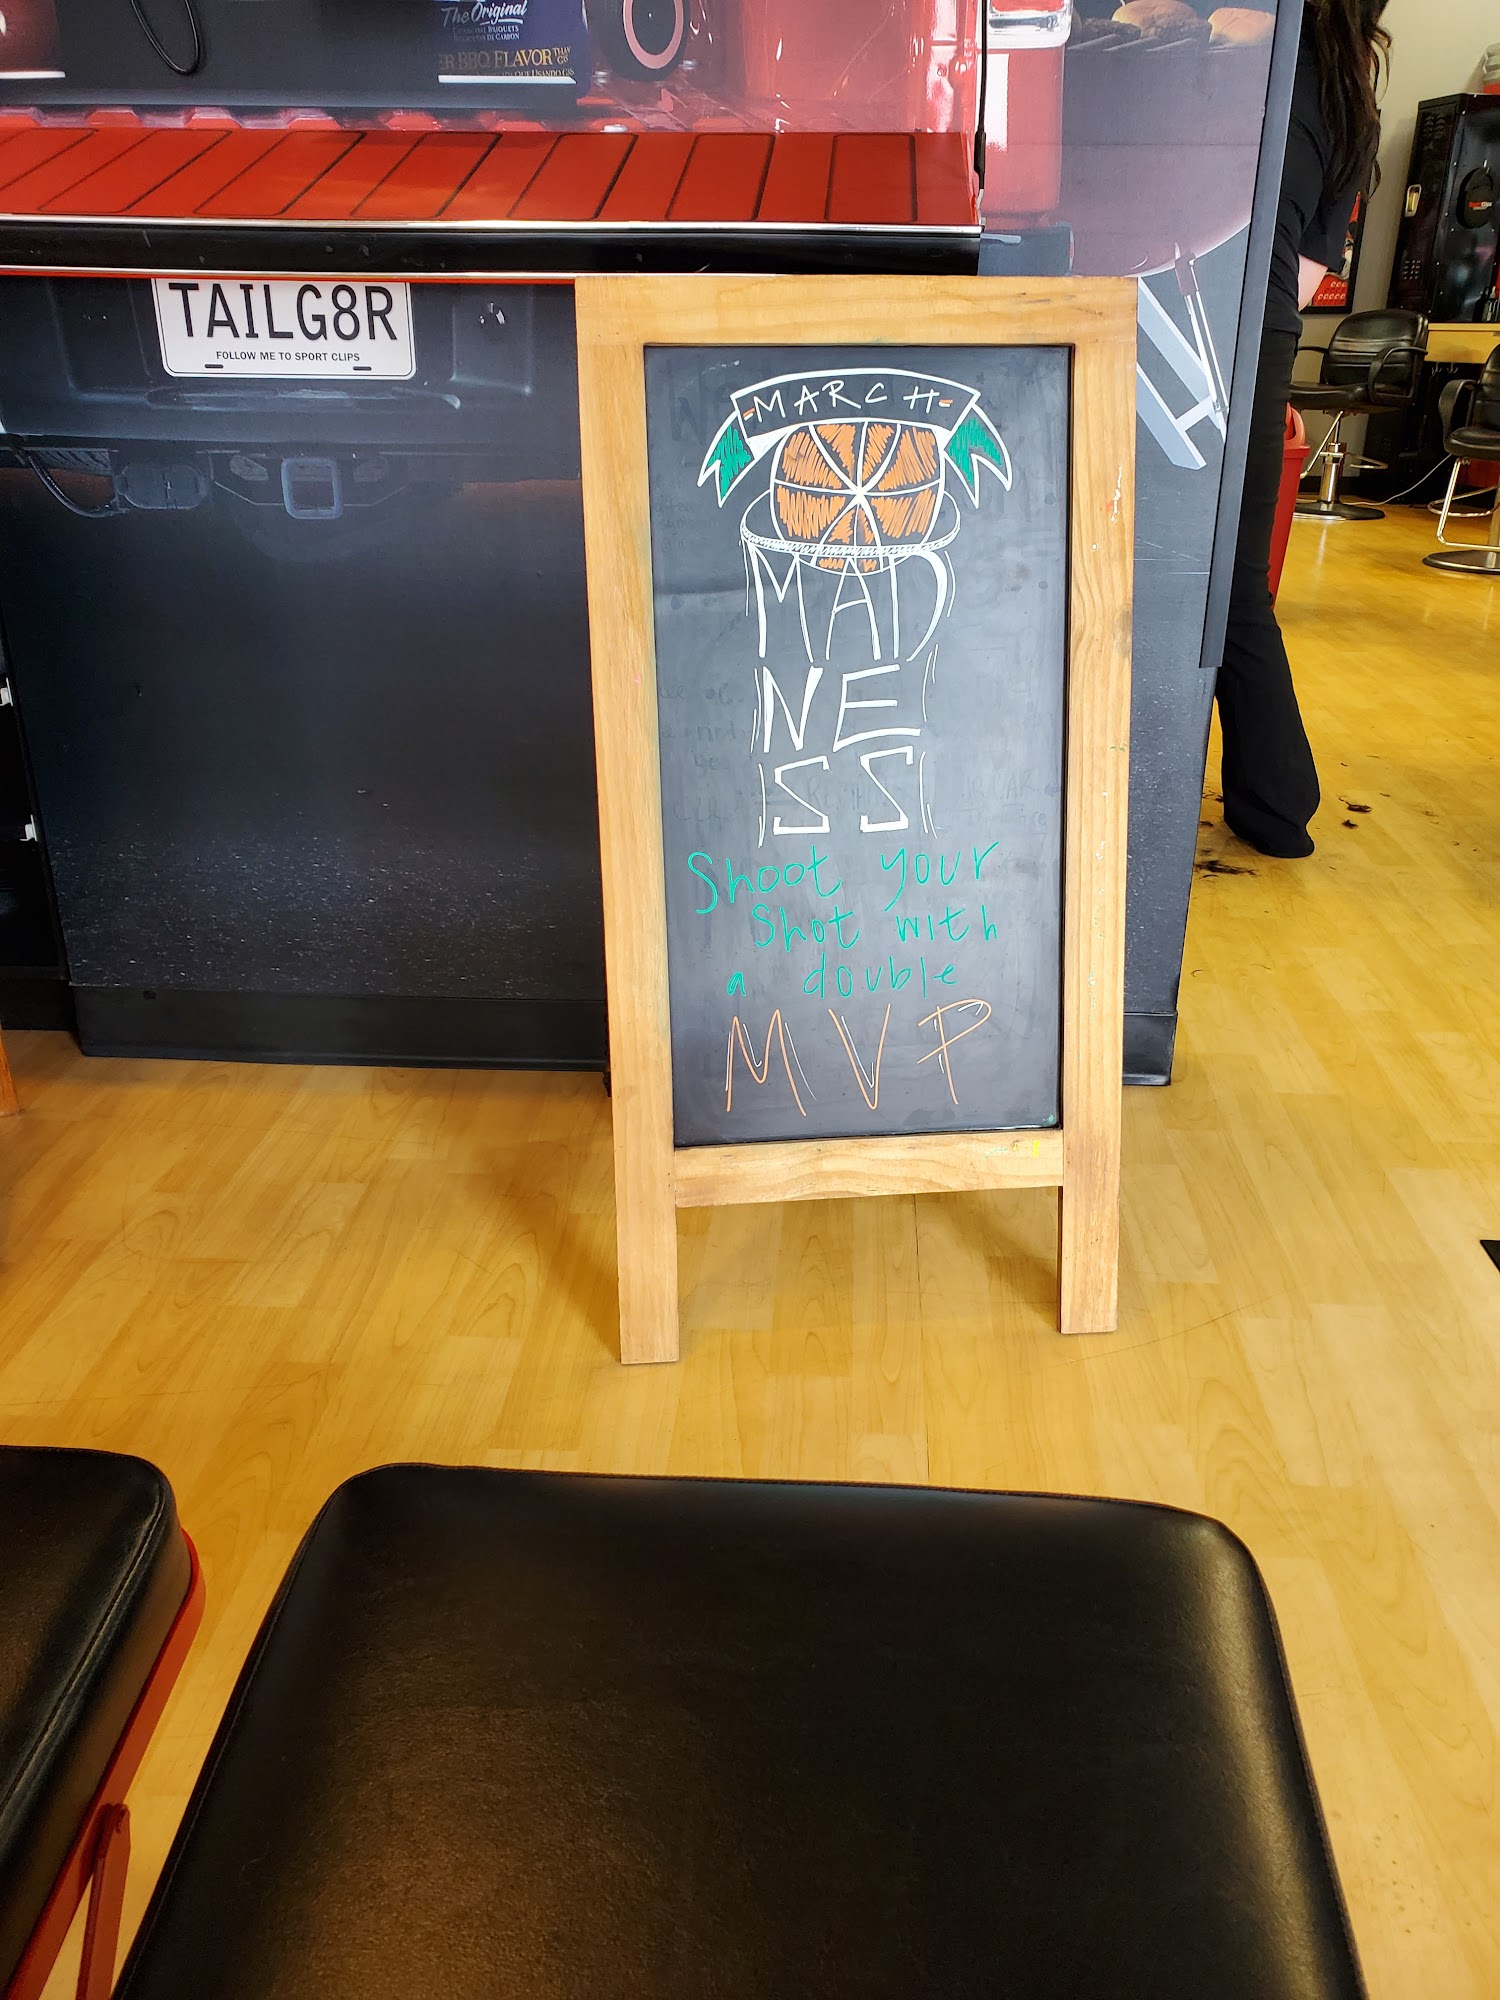 The Original
BBQ FLAVOR
TAILG8R
FOLLOW ME TO SPORT CLIPS
-MARCH-
MAD
NE
SS
Shoot your
shot with
a double
MVP